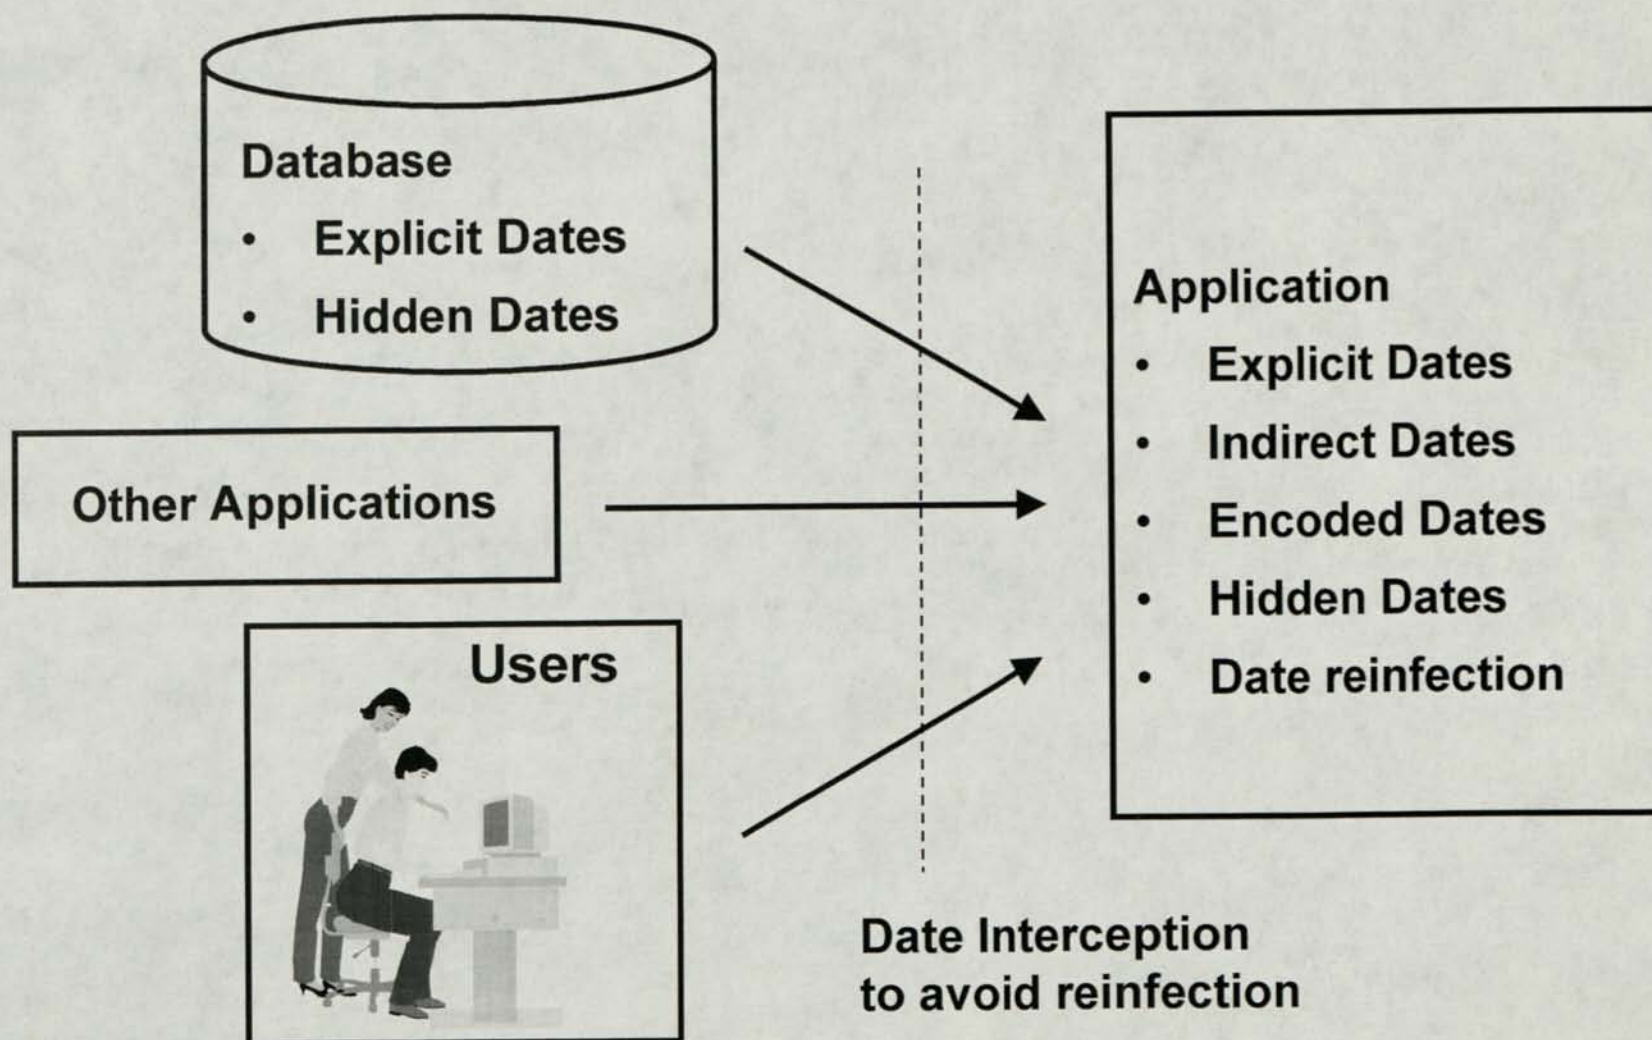 Database
• Explicit Dates
• Hidden Dates
Other Applications
Users
Application
• Explicit Dates
• Indirect Dates
• Encoded Dates
• Hidden Dates
• Date reinfection
Date Interception
to avoid reinfection